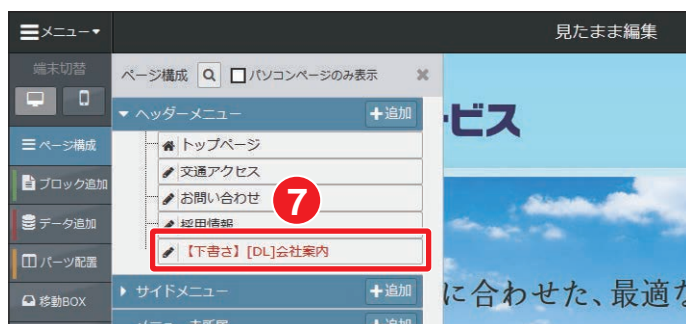 メニュー
見たまま編集
端末切替
ページ構成
パソコンページのみ表示
ヘッダーメニュー
追加
トップページ
交通アクセス
お問い合わせ
採用情報
【下書き】[DL]会社案内
7
サイドメニュー
追加
ページ構成
ブロック追加
データ追加
パーツ配置
移動BOX
ービス
に合わせた、最適な